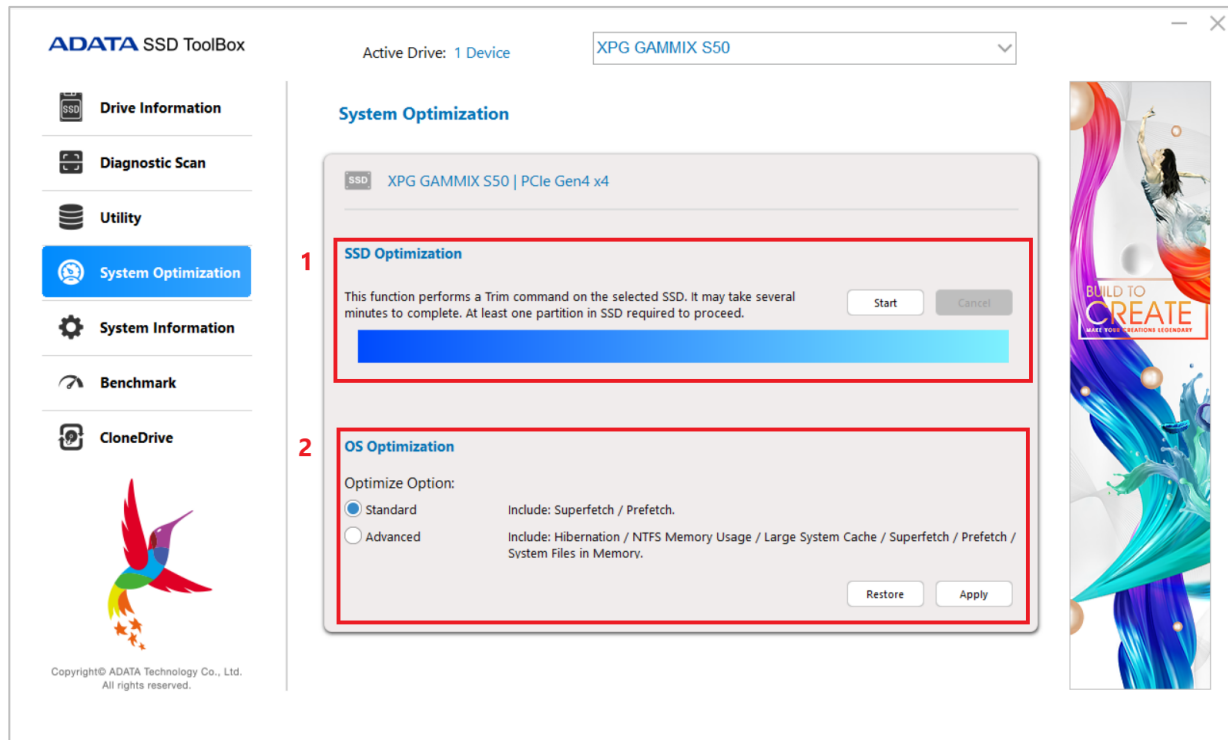 ADATA SSD ToolBox
Active Drive: 1 Device
XPG GAMMIX S50
SSD
Drive Information
Diagnostic Scan
Utility
System Optimization
System Information
Benchmark
CloneDrive
Copyright© ADATA Technology Co., Ltd.
All rights reserved.
System Optimization
SSD XPG GAMMIX S50 | PCIe Gen4 x4
1
SSD Optimization
This function performs a Trim command on the selected SSD. It may take several
minutes to complete. At least one partition in SSD required to proceed.
Start Cancel
2
OS Optimization
Optimize Option:
Standard Include: Superfetch / Prefetch.
Advanced Include: Hibernation / NTFS Memory Usage / Large System Cache / Superfetch / Prefetch /
System Files in Memory.
Restore Apply
BUILD TO
CREATE
MAKE YOUR CREATIONS LEGENDARY